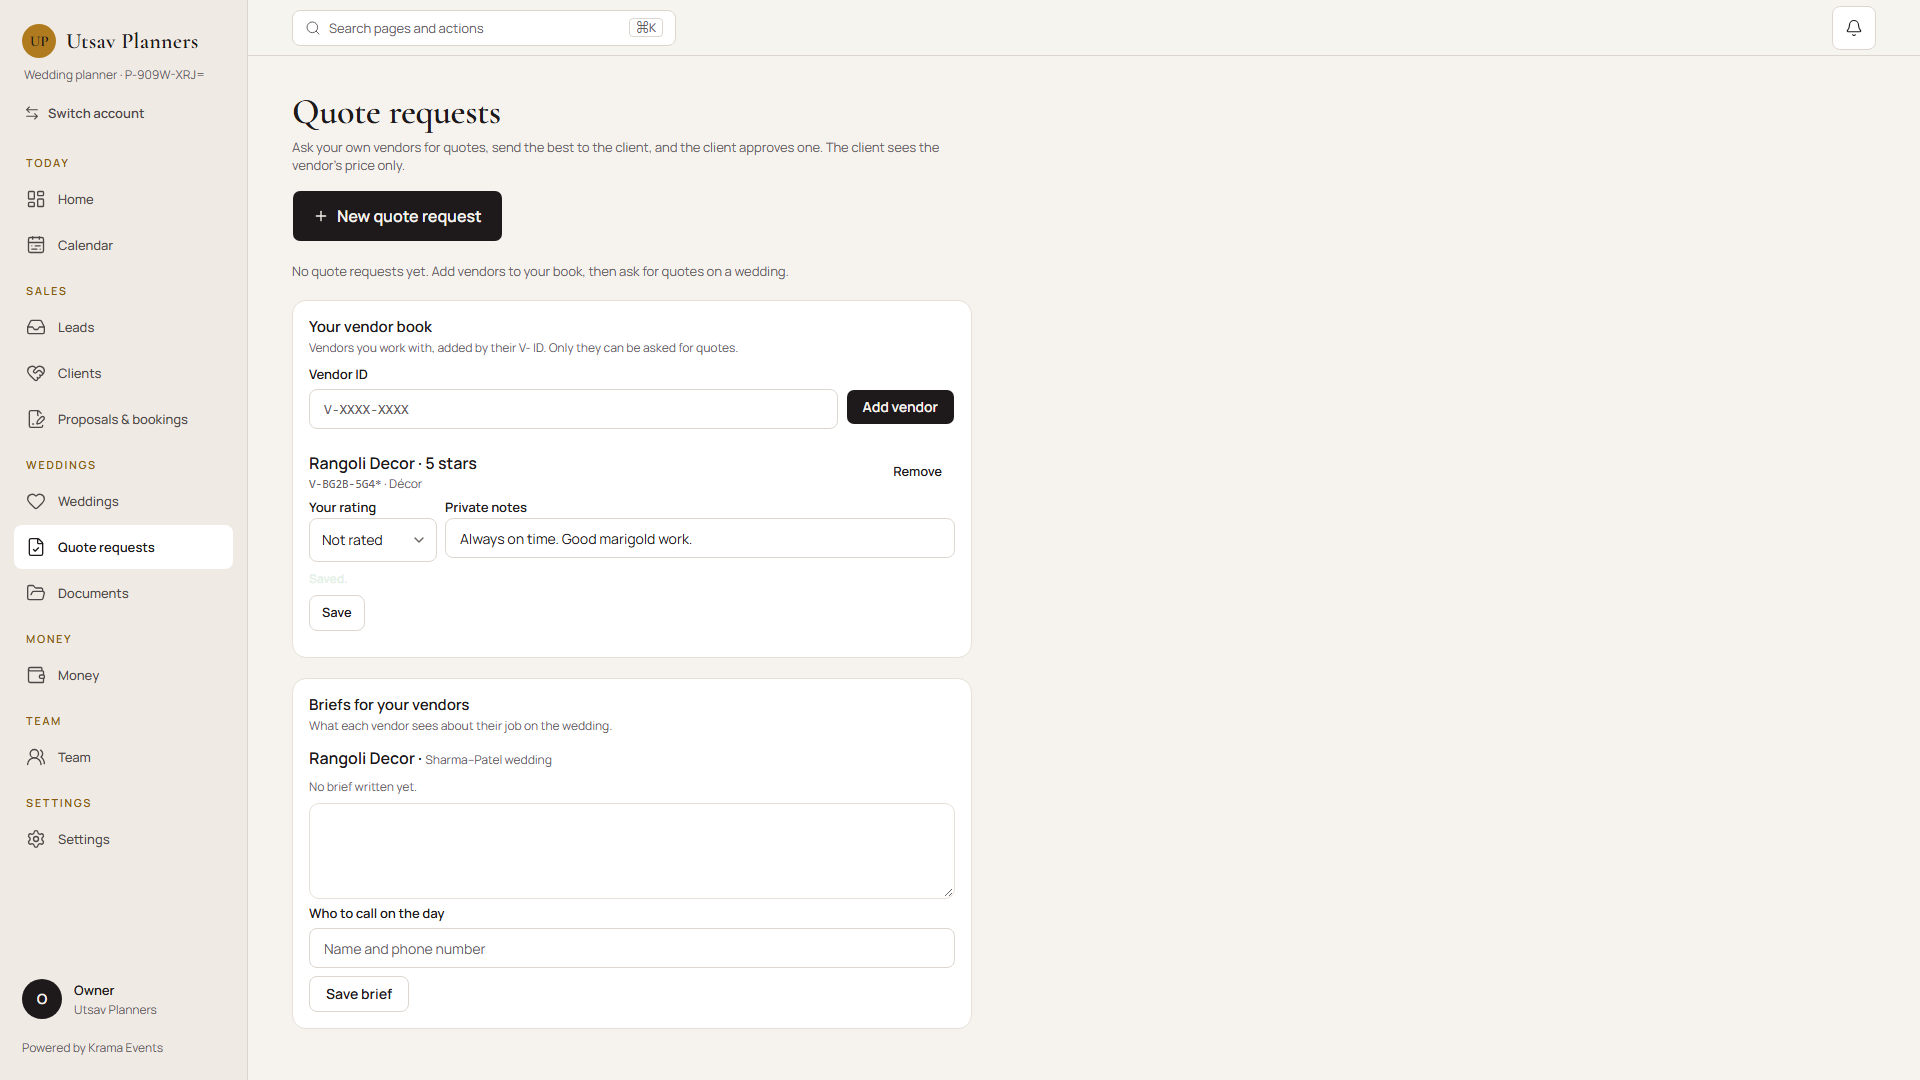 UP Utsav Planners
Wedding planner · P-909W-XRJ=
Switch account
TODAY
Home
Calendar
SALES
Leads
Clients
Proposals & bookings
WEDDINGS
Weddings
Quote requests
Documents
MONEY
Money
TEAM
Team
SETTINGS
Settings
O Owner
Utsav Planners
Powered by Krama Events
Search pages and actions ⌘K
Quote requests
Ask your own vendors for quotes, send the best to the client, and the client approves one. The client sees the
vendor's price only.
+ New quote request
No quote requests yet. Add vendors to your book, then ask for quotes on a wedding.
Your vendor book
Vendors you work with, added by their V- ID. Only they can be asked for quotes.
Vendor ID
V-XXXX-XXXX Add vendor
Rangoli Decor · 5 stars Remove
V-BG2B-5G4* · Décor
Your rating Private notes
Not rated Always on time. Good marigold work.
Saved.
Save
Briefs for your vendors
What each vendor sees about their job on the wedding.
Rangoli Decor · Sharma–Patel wedding
No brief written yet.
Who to call on the day
Name and phone number
Save brief